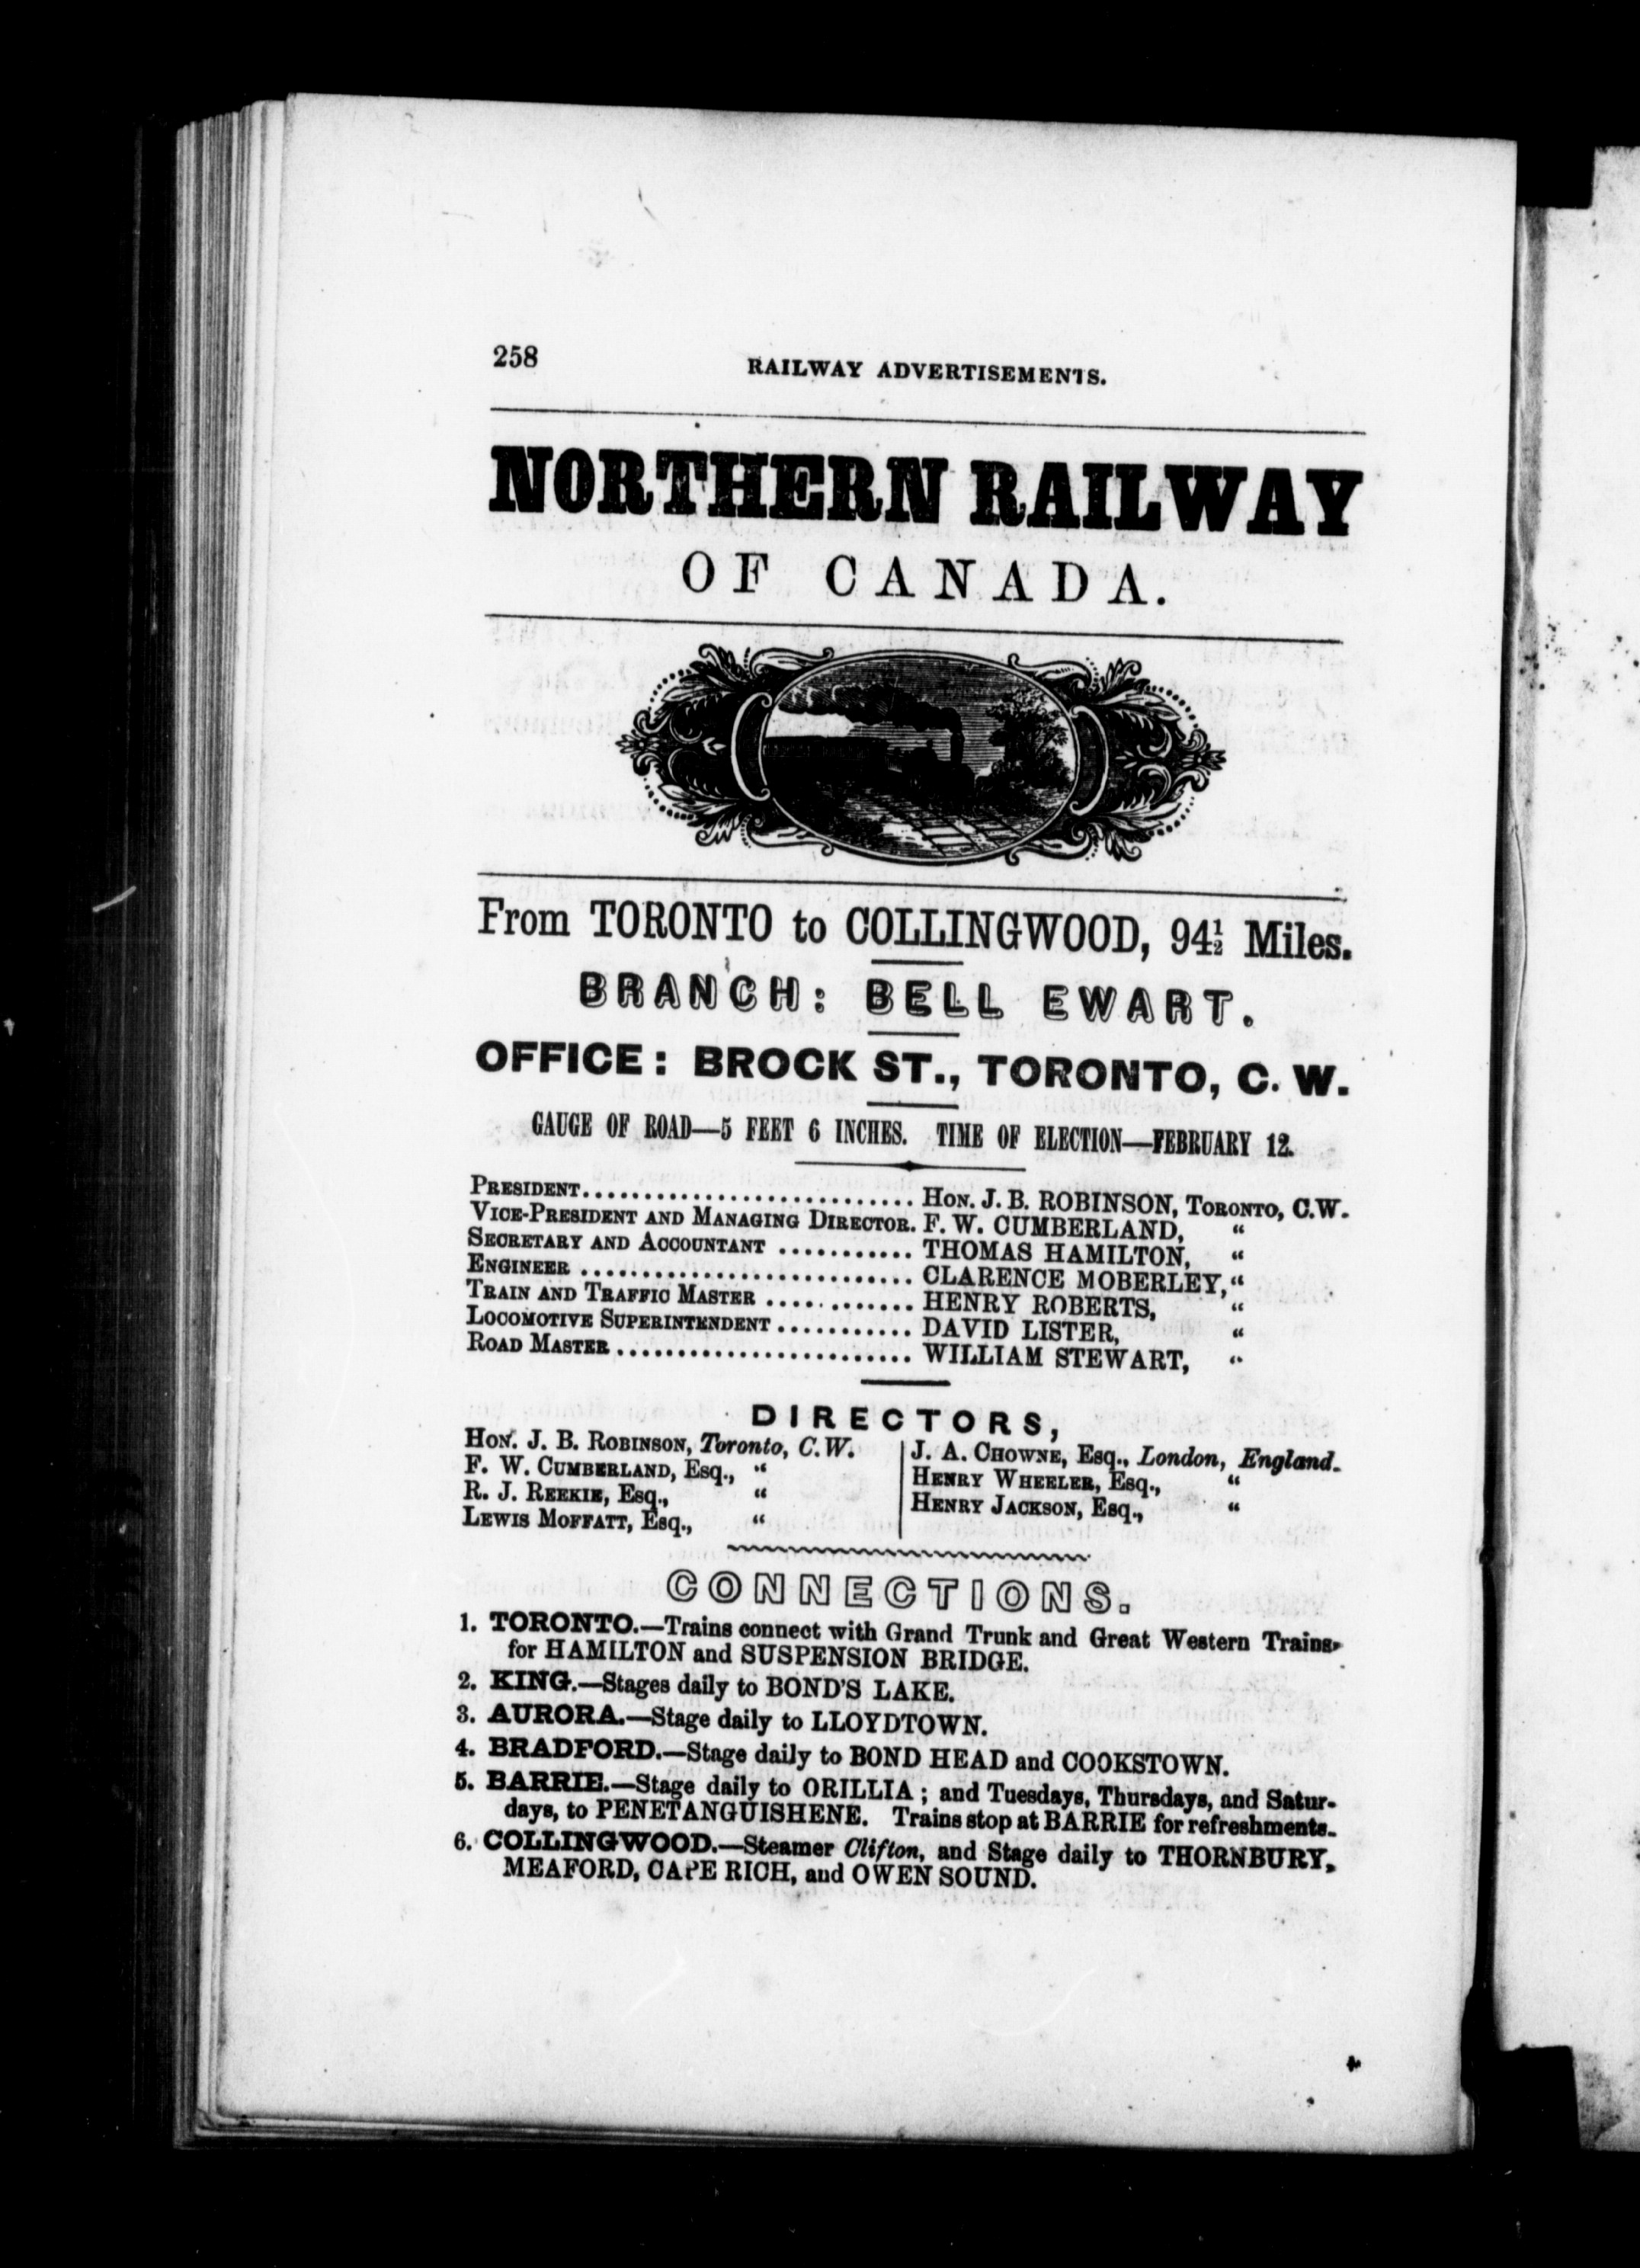 258
RAILWAY ADVERTISEMENTS.
NORTHERN RAILWAY
OF CANADA.
From TORONTO to COLLINGWOOD, 94½ Miles.
BRANCH: BELL EWART.
OFFICE: BROCK ST., TORONTO, C. W.
GAUGE OF ROAD—5 FEET 6 INCHES. TIME OF ELECTION—FEBRUARY 12.
PRESIDENT........................... HON. J. B. ROBINSON, TORONTO, C.W.
VICE-PRESIDENT AND MANAGING DIRECTOR. F. W. CUMBERLAND, “
SECRETARY AND ACCOUNTANT ........... THOMAS HAMILTON, “
ENGINEER ........................... CLARENCE MOBERLEY, “
TRAIN AND TRAFFIC MASTER ............ HENRY ROBERTS, “
LOCOMOTIVE SUPERINTENDENT ........... DAVID LISTER, “
ROAD MASTER ........................ WILLIAM STEWART, “
DIRECTORS,
HON. J. B. ROBINSON, Toronto, C.W.
F. W. CUMBERLAND, Esq., “
R. J. REEKIE, Esq., “
LEWIS MOFFATT, Esq., “
J. A. CHOWNE, Esq., London, England.
HENRY WHEELER, Esq., “
HENRY JACKSON, Esq., “
CONNECTIONS.
1. TORONTO.—Trains connect with Grand Trunk and Great Western Trains
for HAMILTON and SUSPENSION BRIDGE.
2. KING.—Stages daily to BOND'S LAKE.
3. AURORA.—Stage daily to LLOYDTOWN.
4. BRADFORD.—Stage daily to BOND HEAD and COOKSTOWN.
5. BARRIE.—Stage daily to ORILLIA; and Tuesdays, Thursdays, and Satur-
days, to PENETANGUISHENE. Trains stop at BARRIE for refreshments.
6. COLLINGWOOD.—Steamer Clifton, and Stage daily to THORNBURY,
MEAFORD, CAPE RICH, and OWEN SOUND.